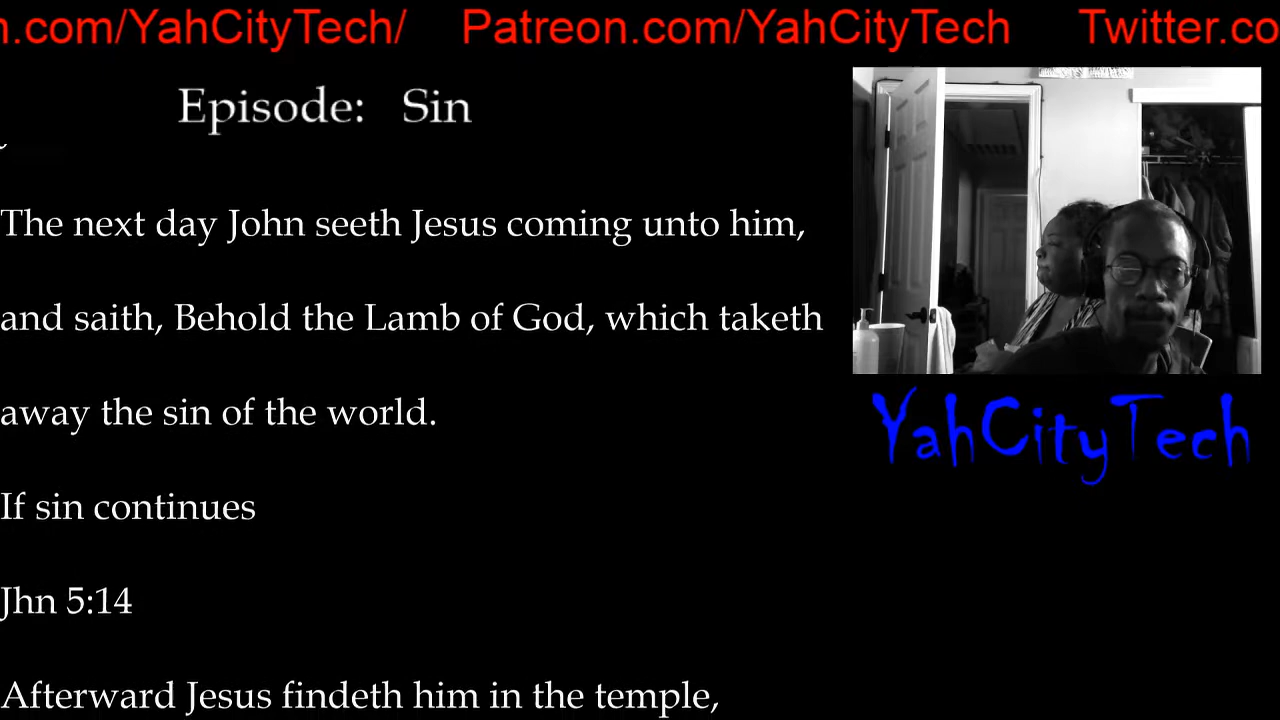 n.com/YahCityTech/ Patreon.com/YahCityTech Twitter.co
Episode: Sin
The next day John seeth Jesus coming unto him,
and saith, Behold the Lamb of God, which taketh
away the sin of the world.
If sin continues
Jhn 5:14
Afterward Jesus findeth him in the temple,
YahCityTech